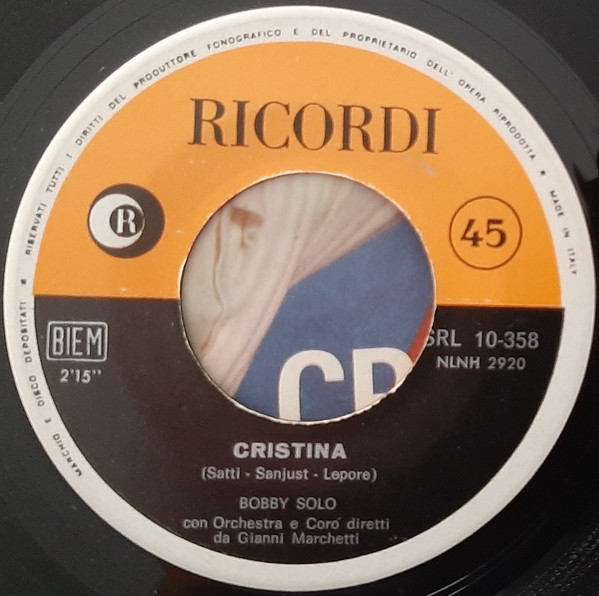 RISERVATI TUTTI I DIRITTI DEL PRODUTTORE FONOGRAFICO E DEL PROPRIETARIO DELL'OPERA RIPRODOTTA * MADE IN ITALY
MARCHIO E DISCO DEPOSITATI *
RICORDI
R
45
BIEM
2'15"
SRL 10-358
NLNH 2920
CR
CRISTINA
(Satti - Sanjust - Lepore)
BOBBY SOLO
con Orchestra e Coro diretti
da Gianni Marchetti